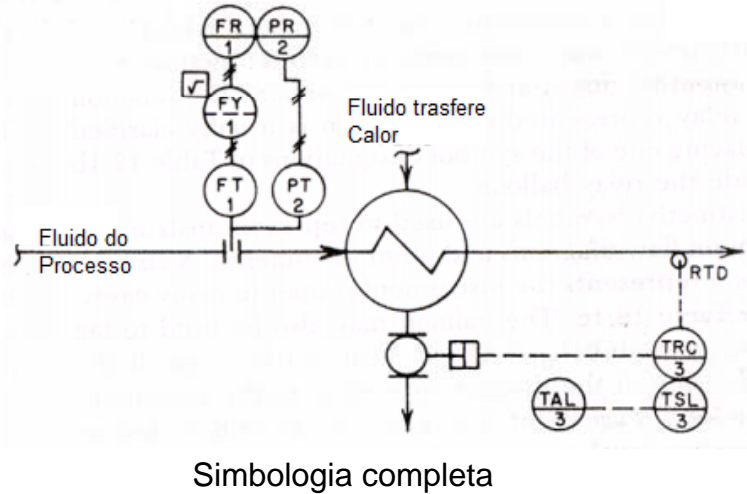 FR
1
PR
2
√
FY
1
Fluido trasfere
Calor
FT
1
PT
2
Fluido do
Processo
RTD
TRC
3
TAL
3
TSL
3
Simbologia completa